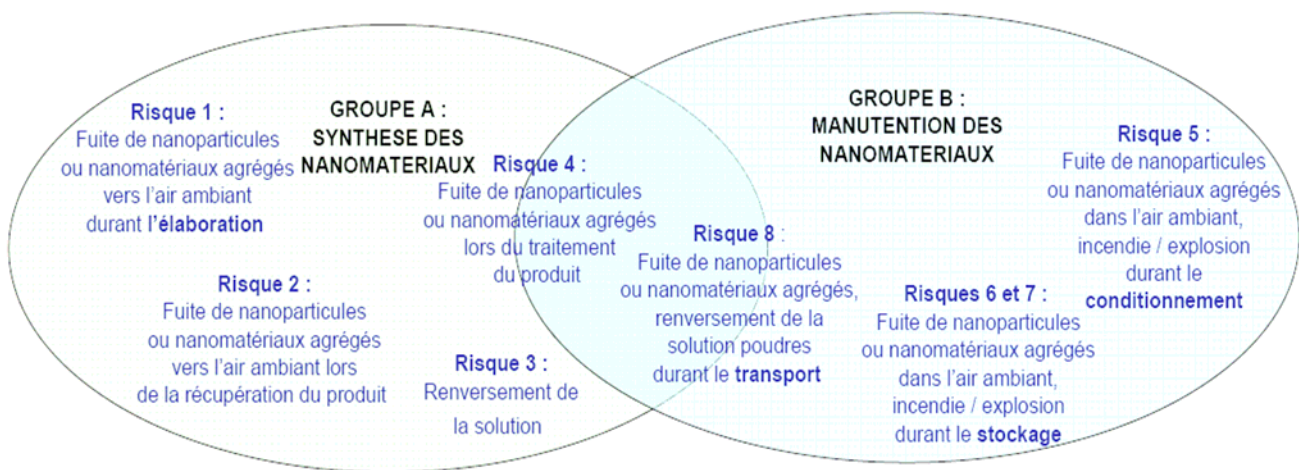 Risque 1 :
Fuite de nanoparticules
ou nanomatériaux agrégés
vers l’air ambiant
durant l’élaboration
GROUPE A :
SYNTHESE DES
NANOMATERIAUX
Risque 2 :
Fuite de nanoparticules
ou nanomatériaux agrégés
vers l’air ambiant lors
de la récupération du produit
Risque 4 :
Fuite de nanoparticules
ou nanomatériaux agrégés
lors du traitement
du produit
Risque 3 :
Renversement de
la solution
Risque 8 :
Fuite de nanoparticules
ou nanomatériaux agrégés,
renversement de la
solution poudres
durant le transport
GROUPE B :
MANUTENTION DES
NANOMATERIAUX
Risque 5 :
Fuite de nanoparticules
ou nanomatériaux agrégés
dans l’air ambiant,
incendie / explosion
durant le
conditionnement
Risques 6 et 7 :
Fuite de nanoparticules
ou nanomatériaux agrégés
dans l’air ambiant,
incendie / explosion
durant le stockage